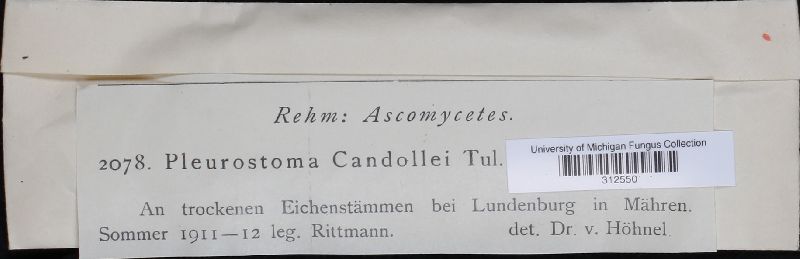 Rehm: Ascomycetes.
2078. Pleurostoma Candollei Tul.
University of Michigan Fungus Collection
312550
An trockenen Eichenstämmen bei Lundenburg in Mähren.
Sommer 1911—12 leg. Rittmann. det. Dr. v. Höhnel